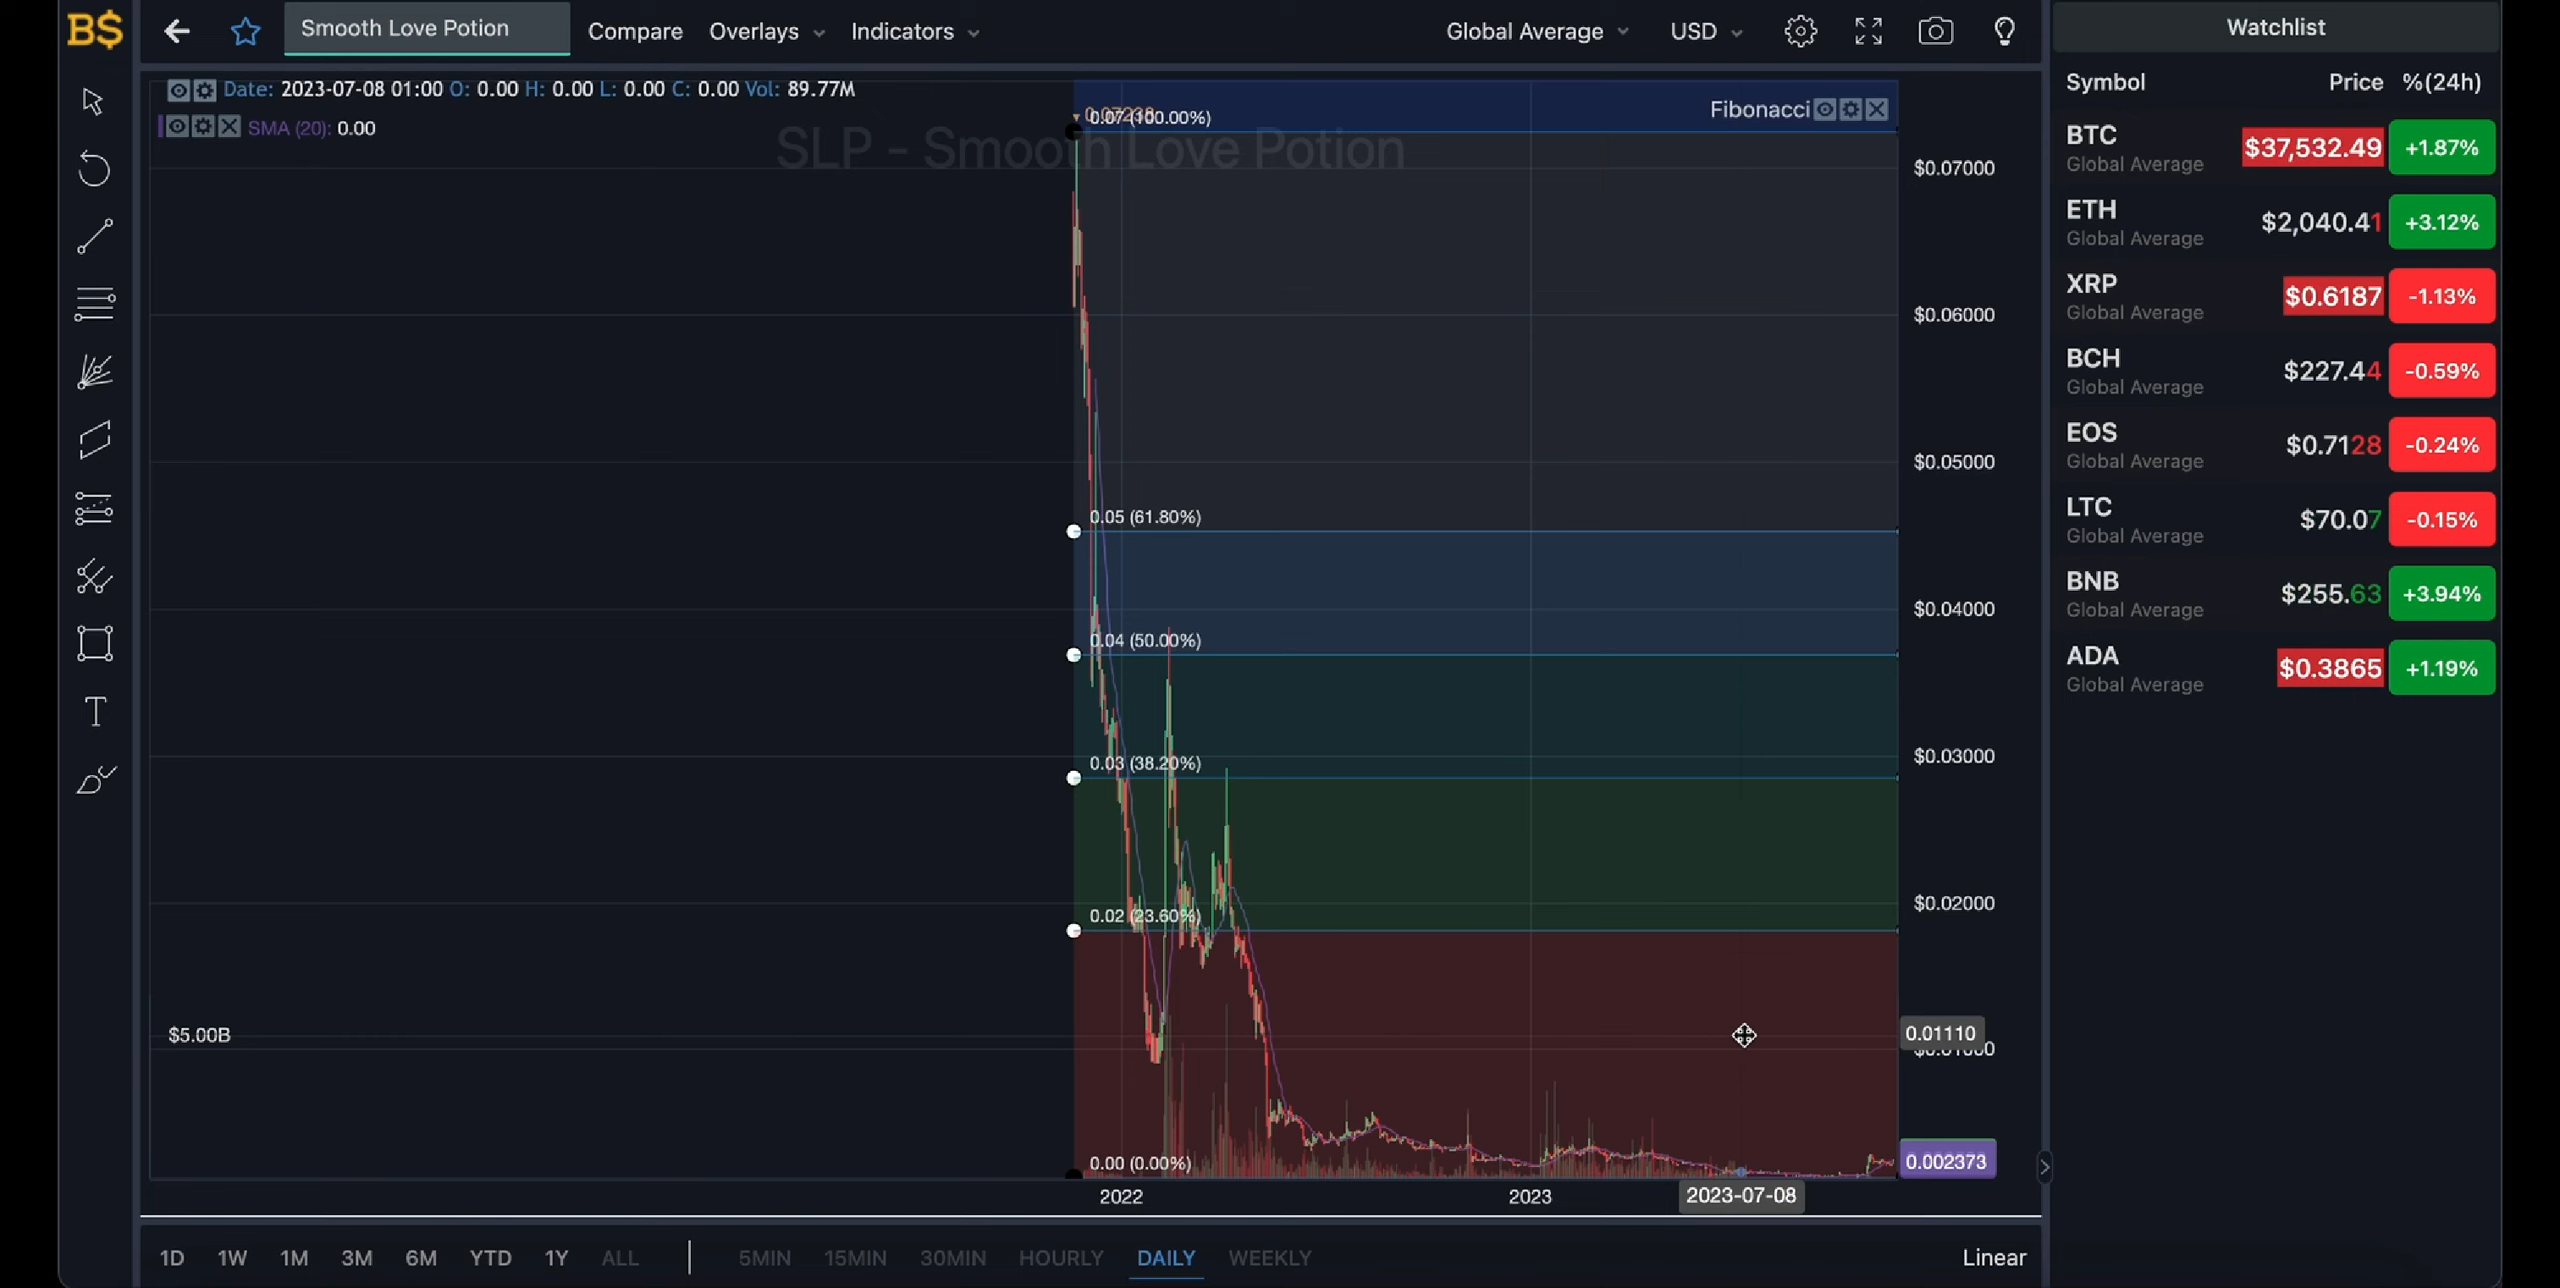 B$
Smooth Love Potion
Compare
Overlays
Indicators
Global Average
USD
Date: 2023-07-08 01:00 O: 0.00 H: 0.00 L: 0.00 C: 0.00 Vol: 89.77M
SMA (20): 0.00
SLP - Smooth Love Potion
Fibonacci
0.07238
0.07 (100.00%)
0.05 (61.80%)
0.04 (50.00%)
0.03 (38.20%)
0.02 (23.60%)
0.00 (0.00%)
$5.00B
$0.07000
$0.06000
$0.05000
$0.04000
$0.03000
$0.02000
0.01110
$0.01000
0.002373
2022
2023
2023-07-08
1D 1W 1M 3M 6M YTD 1Y ALL
5MIN 15MIN 30MIN HOURLY DAILY WEEKLY
Linear
Watchlist
Symbol Price %(24h)
BTC $37,532.49 +1.87%
Global Average
ETH $2,040.41 +3.12%
Global Average
XRP $0.6187 -1.13%
Global Average
BCH $227.44 -0.59%
Global Average
EOS $0.7128 -0.24%
Global Average
LTC $70.07 -0.15%
Global Average
BNB $255.63 +3.94%
Global Average
ADA $0.3865 +1.19%
Global Average